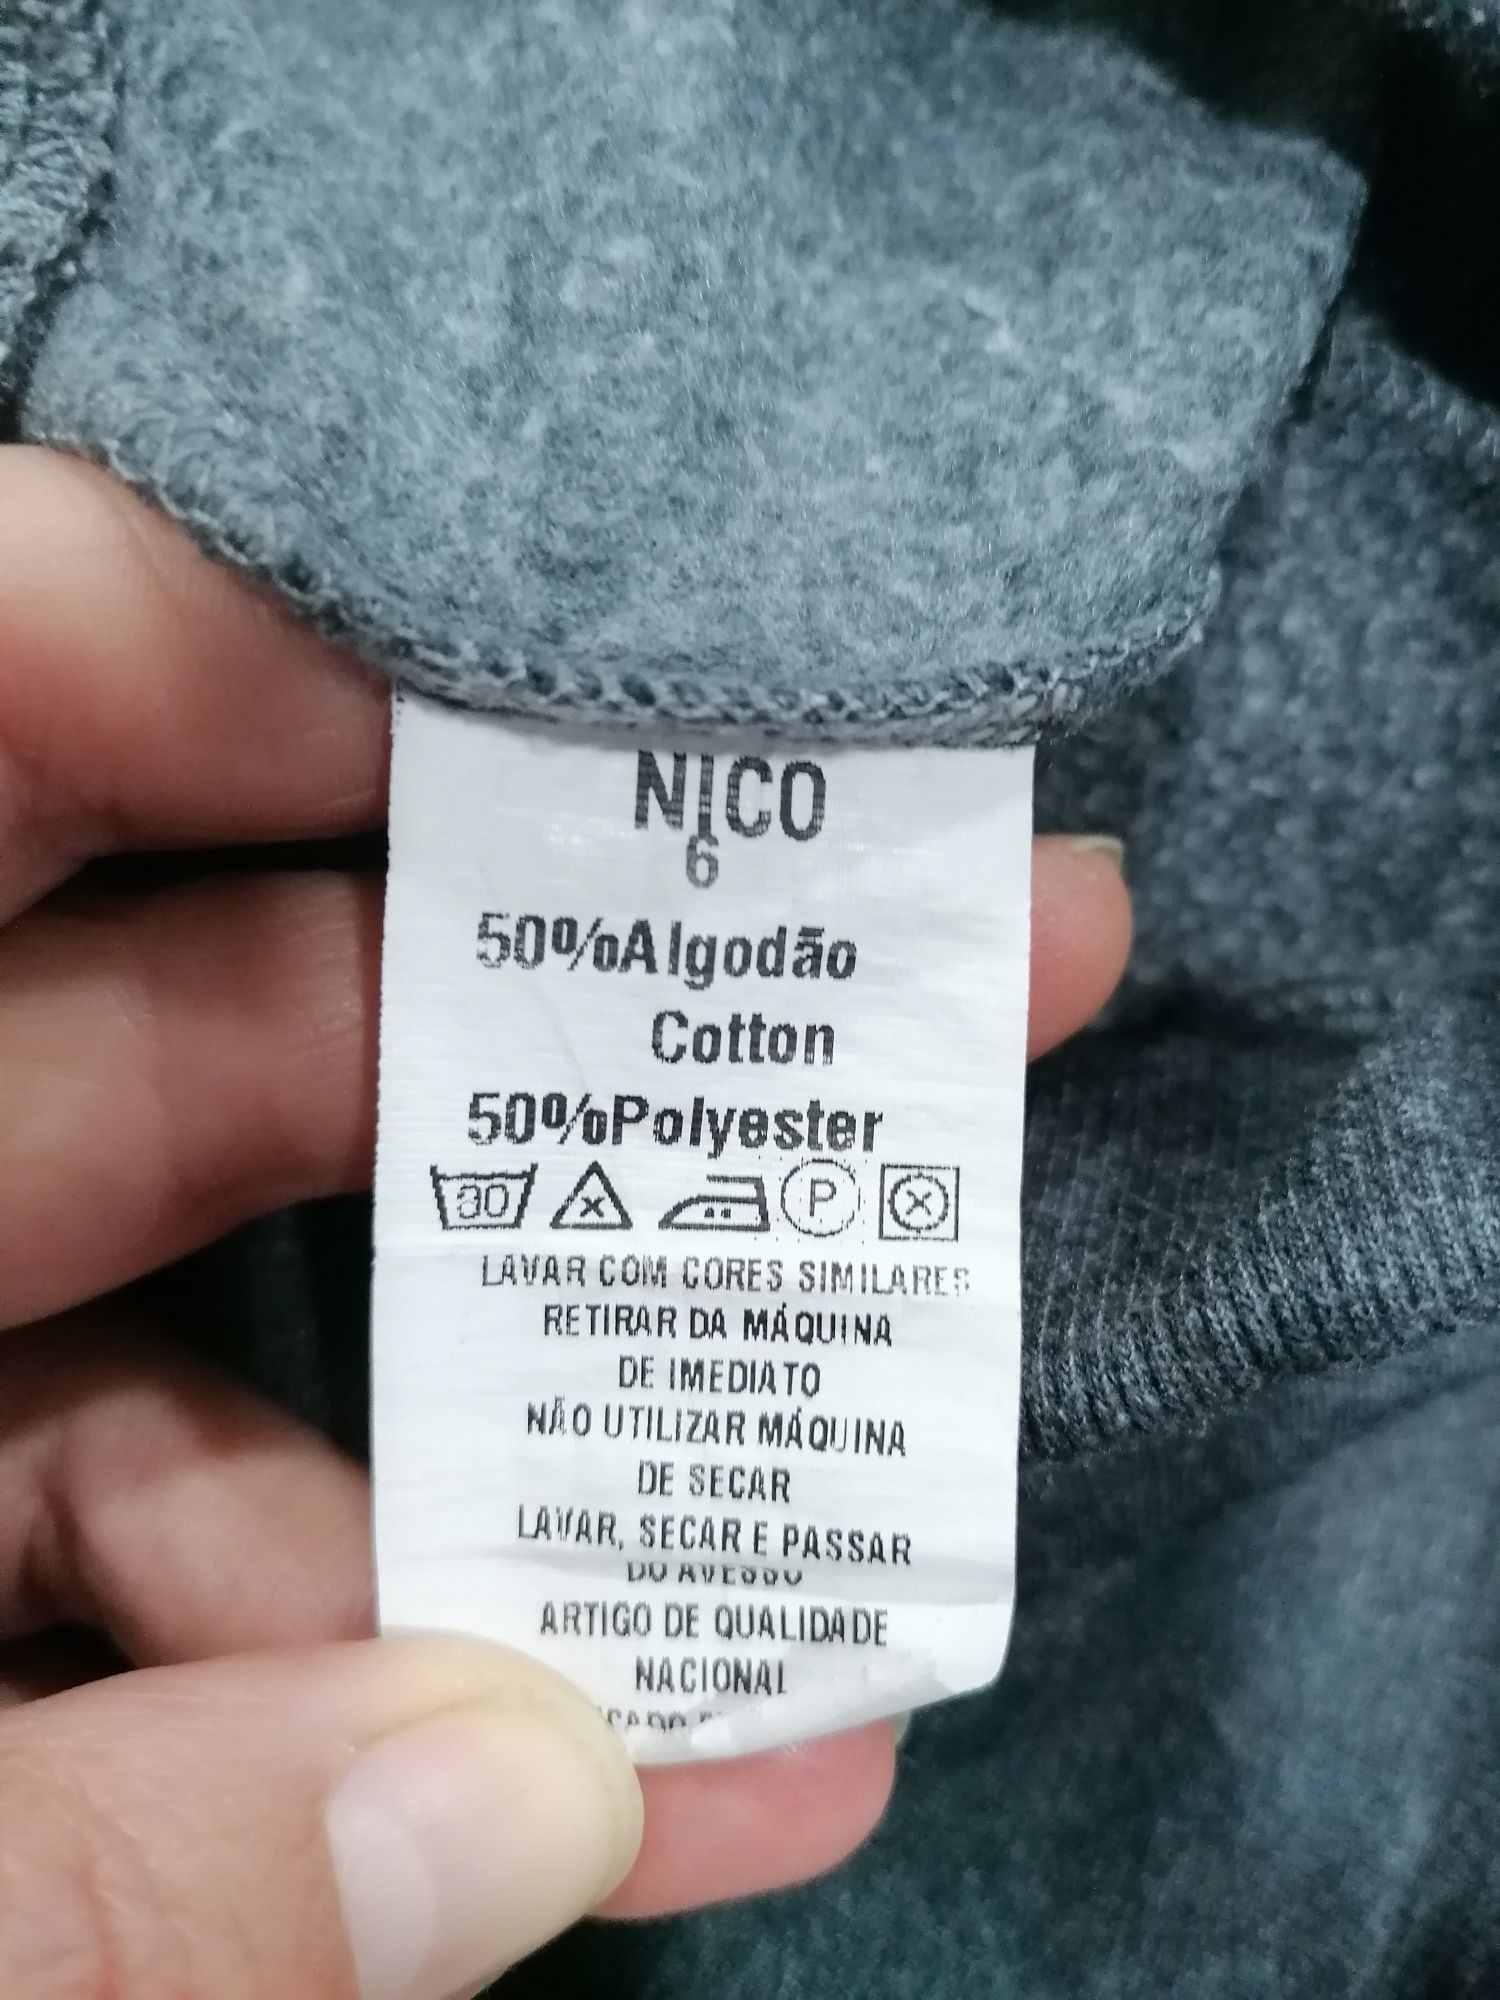 NICO
6
50%Algodão
Cotton
50%Polyester
30 P
LAVAR COM CORES SIMILARES
RETIRAR DA MÁQUINA
DE IMEDIATO
NÃO UTILIZAR MÁQUINA
DE SECAR
LAVAR, SECAR E PASSAR
DO AVESSO
ARTIGO DE QUALIDADE
NACIONAL